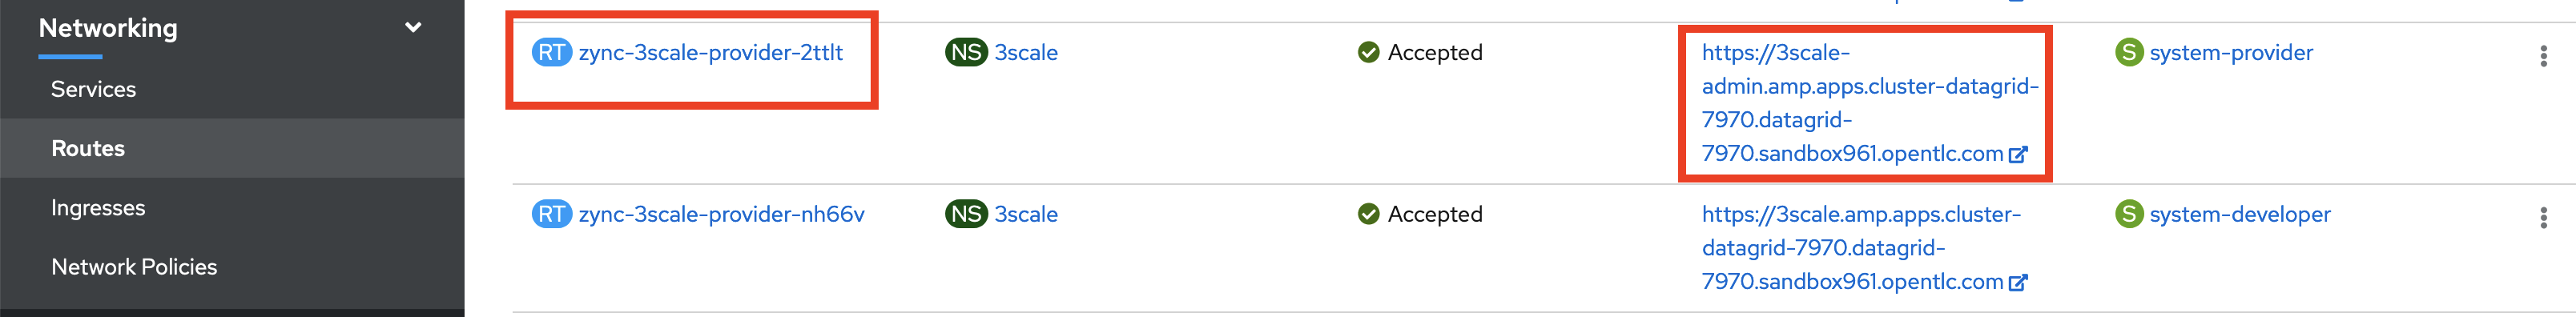 Networking
Services
Routes
Ingresses
Network Policies
RT zync-3scale-provider-2ttlt
NS 3scale
Accepted
https://3scale-
admin.amp.apps.cluster-datagrid-
7970.datagrid-
7970.sandbox961.opentlc.com
S system-provider
RT zync-3scale-provider-nh66v
NS 3scale
Accepted
https://3scale.amp.apps.cluster-
datagrid-7970.datagrid-
7970.sandbox961.opentlc.com
S system-developer